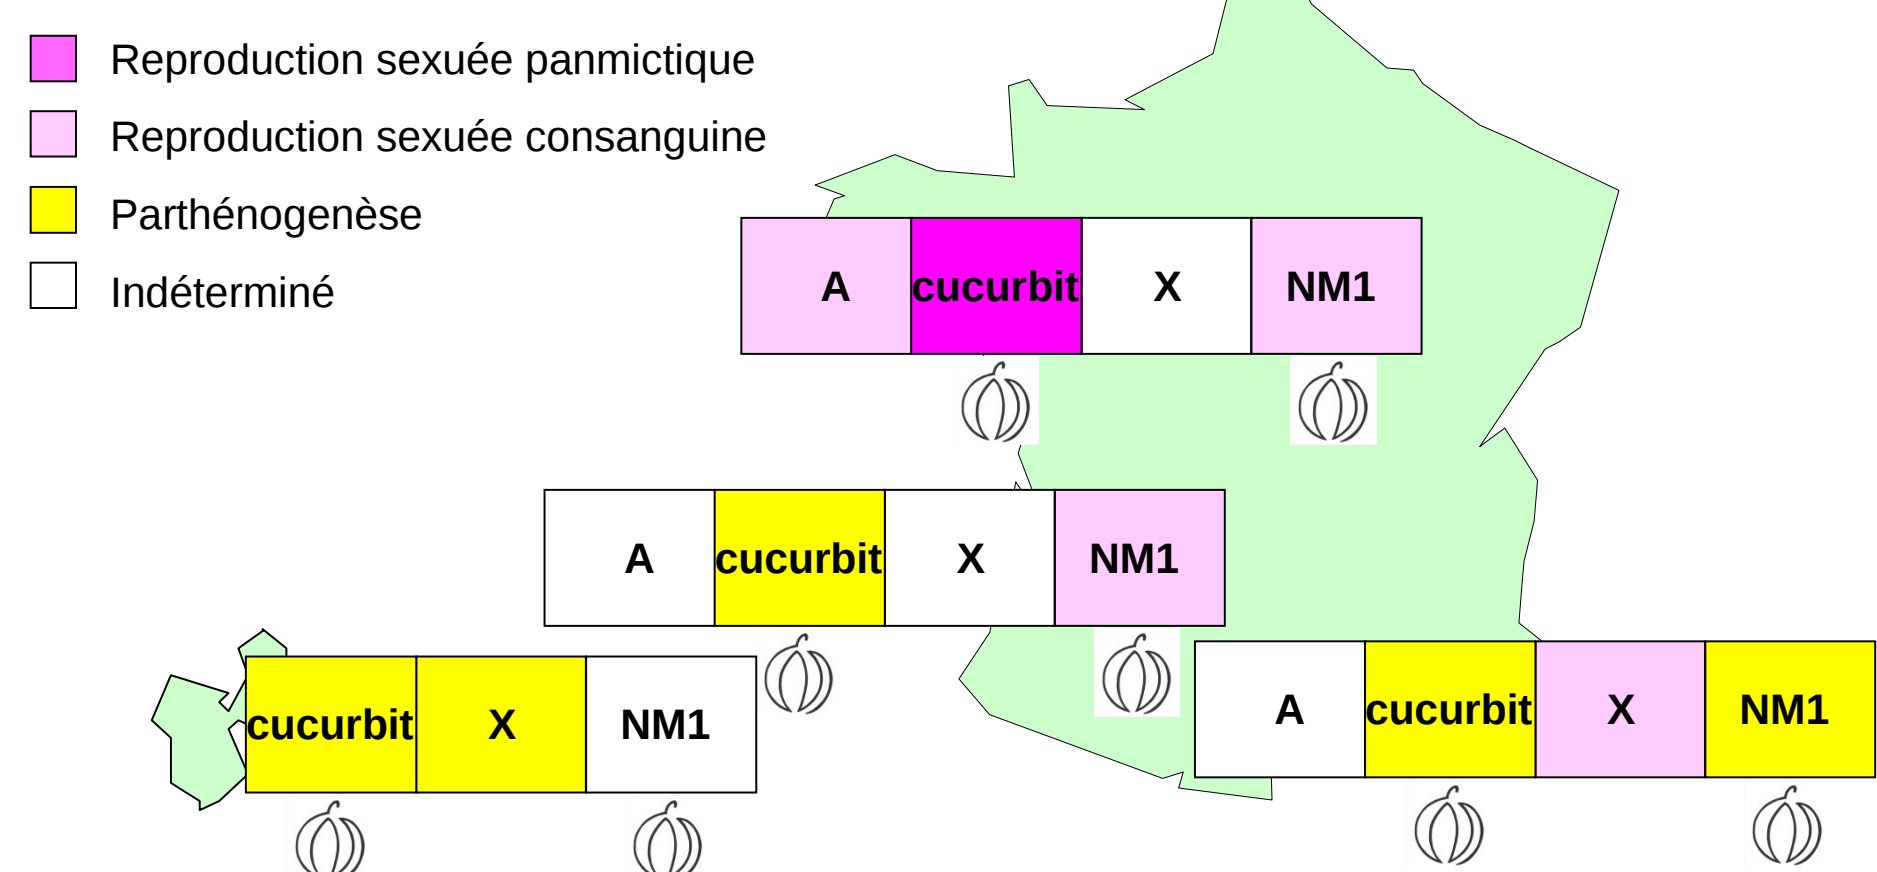 Reproduction sexuée panmictique
Reproduction sexuée consanguine
Parthénogenèse
Indéterminé
A cucurbit X NM1
A cucurbit X NM1
cucurbit X NM1
A cucurbit X NM1